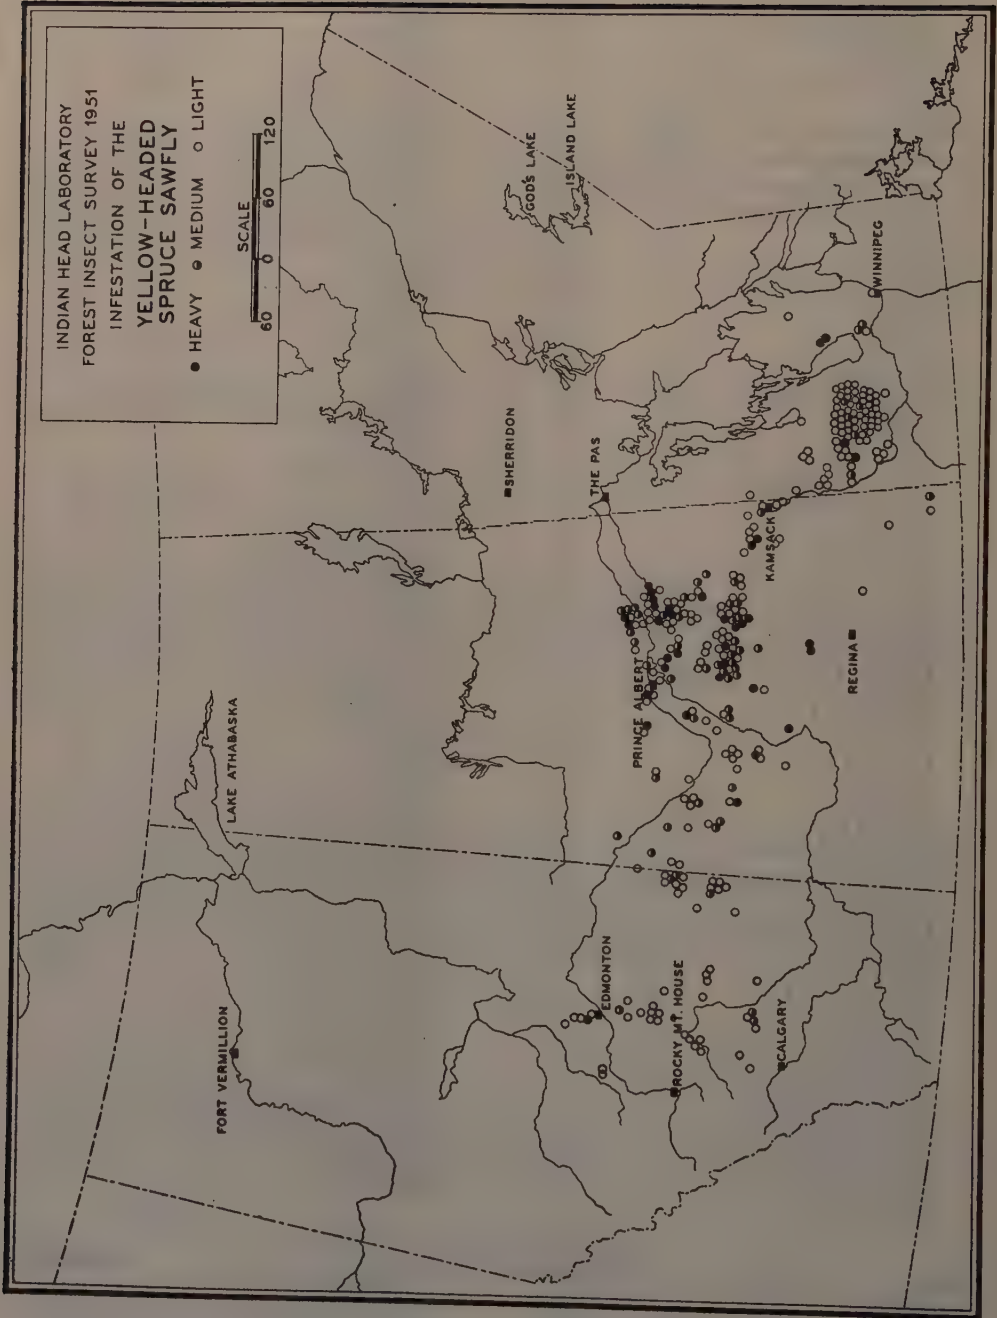 INDIAN HEAD LABORATORY
FOREST INSECT SURVEY 1951
INFESTATION OF THE
YELLOW-HEADED
SPRUCE SAWFLY
● HEAVY ◐ MEDIUM ○ LIGHT
SCALE
60 0 60 120
GOD'S LAKE
ISLAND LAKE
SHERRIDON
THE PAS
WINNIPEG
KAMSACK
LAKE ATHABASKA
PRINCE ALBERT
REGINA
FORT VERMILLION
EDMONTON
ROCKY MT. HOUSE
CALGARY